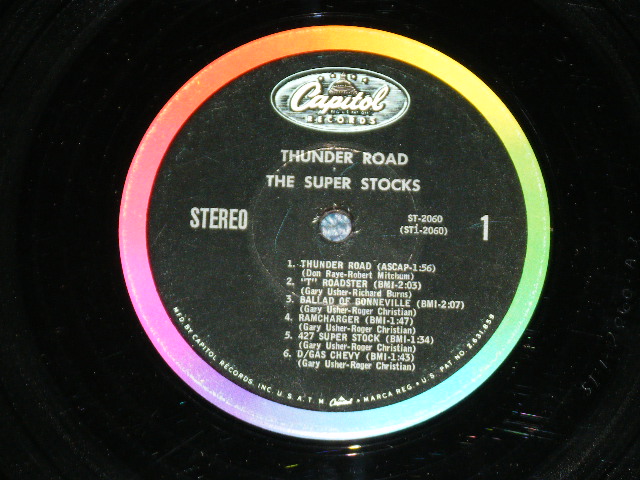 Capitol
RECORDS
THUNDER ROAD
THE SUPER STOCKS
STEREO
ST-2060
(ST1-2060)
1
1. THUNDER ROAD (ASCAP-1:56)
(Don Raye-Robert Mitchum)
2. "T" ROADSTER (BMI-2:03)
(Gary Usher-Richard Burns)
3. BALLAD OF BONNEVILLE (BMI-2:07)
(Gary Usher-Roger Christian)
4. RAMCHARGER (BMI-1:47)
(Gary Usher-Roger Christian)
5. 427 SUPER STOCK (BMI-1:34)
(Gary Usher-Roger Christian)
6. D/GAS CHEVY (BMI-1:43)
(Gary Usher-Roger Christian)
MFD. BY CAPITOL RECORDS, INC. U.S.A. T.M. Capitol • MARCA REG. • U.S. PAT. NO. 2,631,859